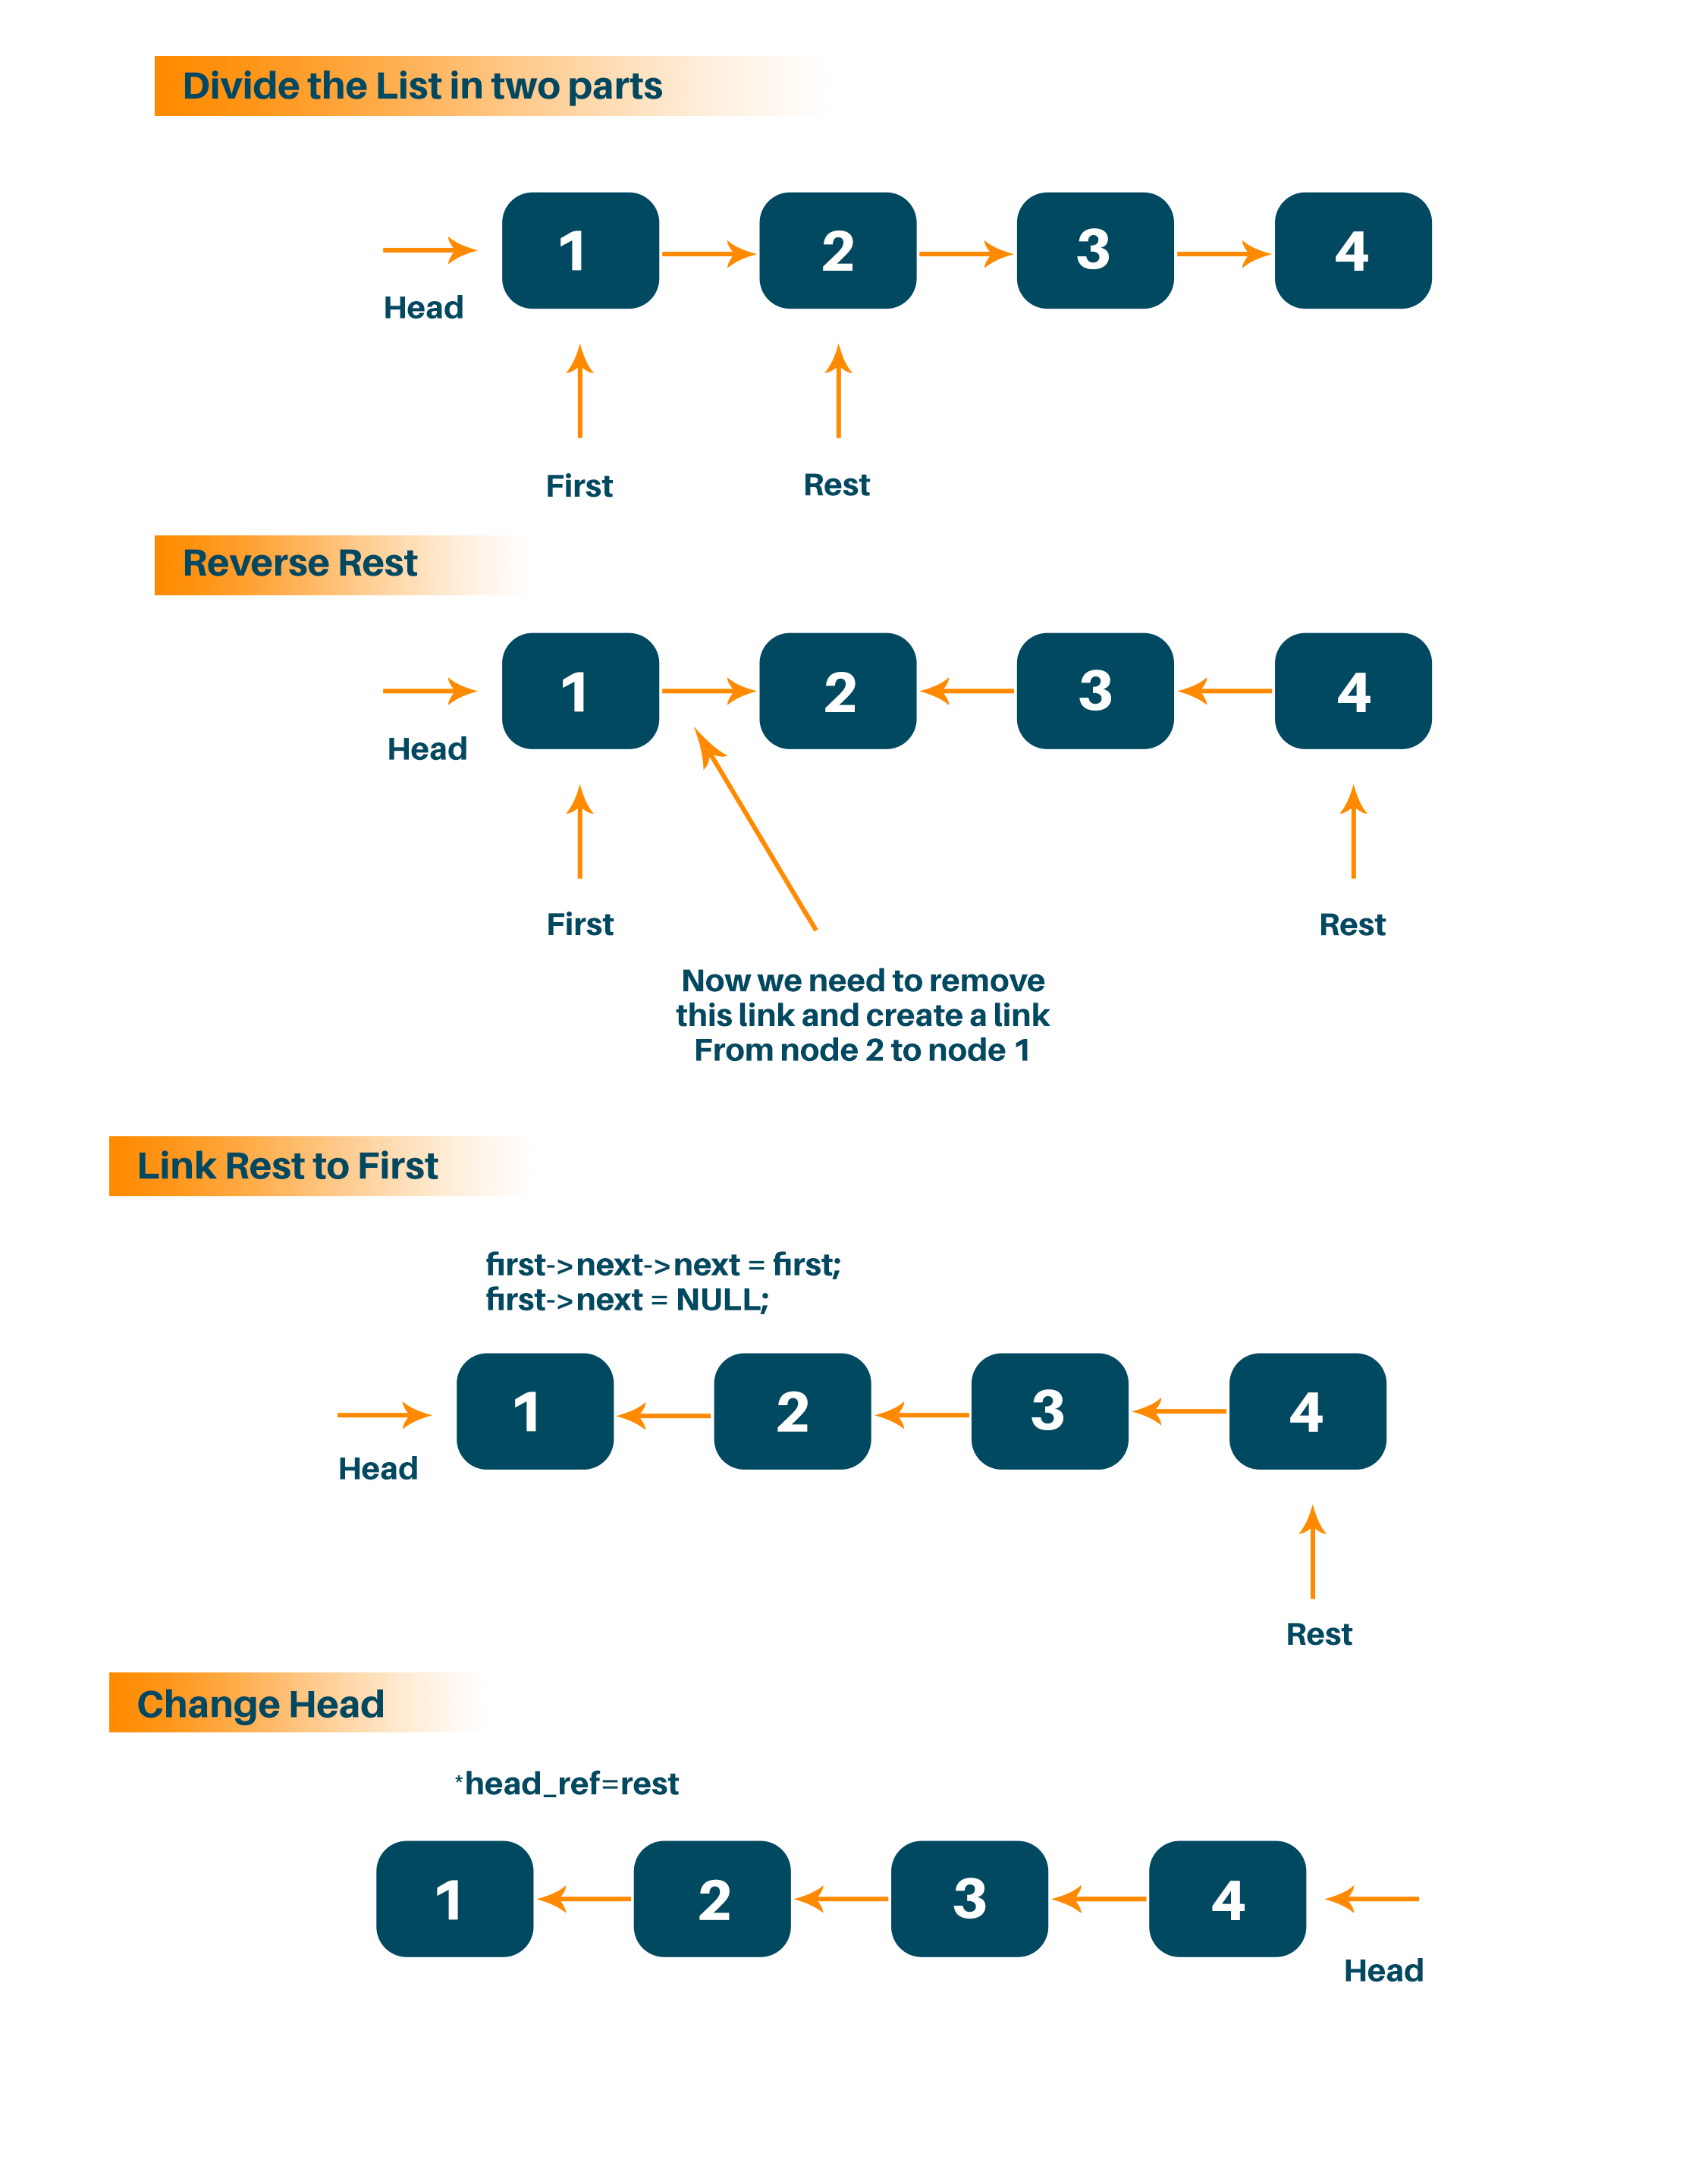 Divide the List in two parts
1 2 3 4
Head
First Rest
Reverse Rest
1 2 3 4
Head
First Rest
Now we need to remove
this link and create a link
From node 2 to node 1
Link Rest to First
first->next->next = first;
first->next = NULL;
1 2 3 4
Head
Rest
Change Head
*head_ref=rest
1 2 3 4
Head